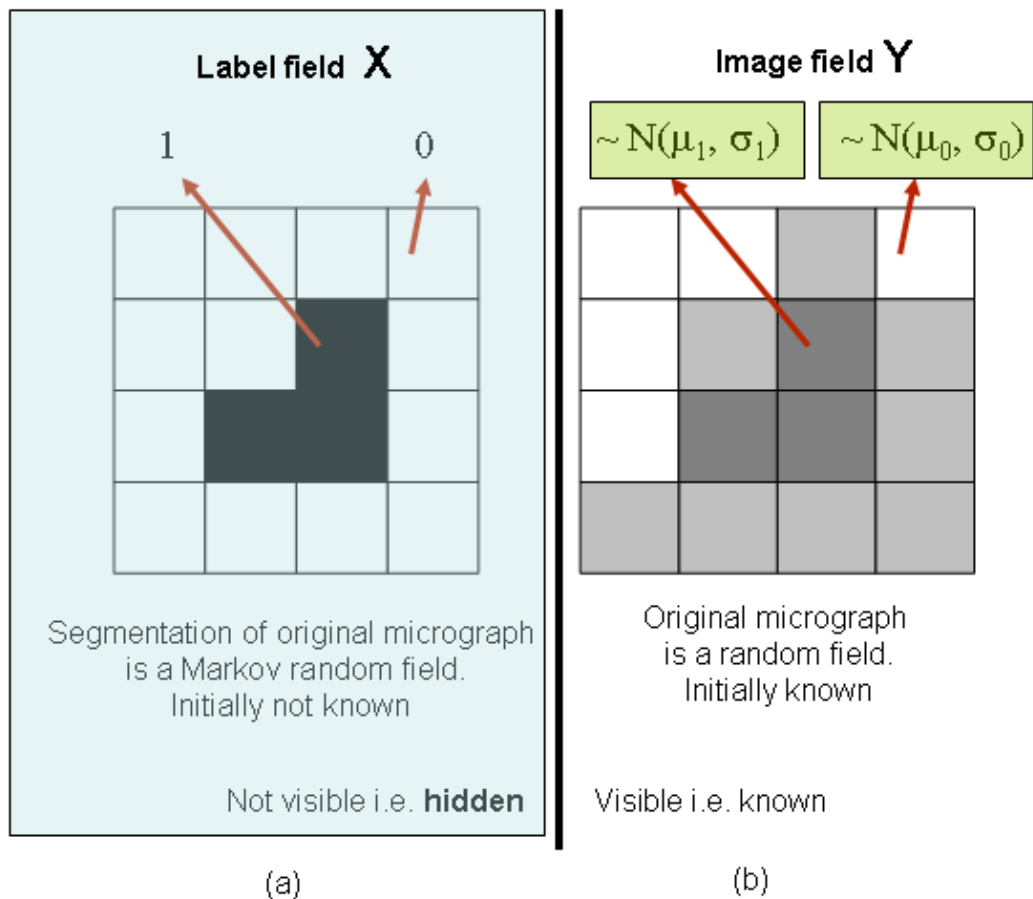 Label field X
1
0
Segmentation of original micrograph
is a Markov random field.
Initially not known
Not visible i.e. hidden
(a)
Image field Y
~ N(μ₁, σ₁)
~ N(μ₀, σ₀)
Original micrograph
is a random field.
Initially known
Visible i.e. known
(b)